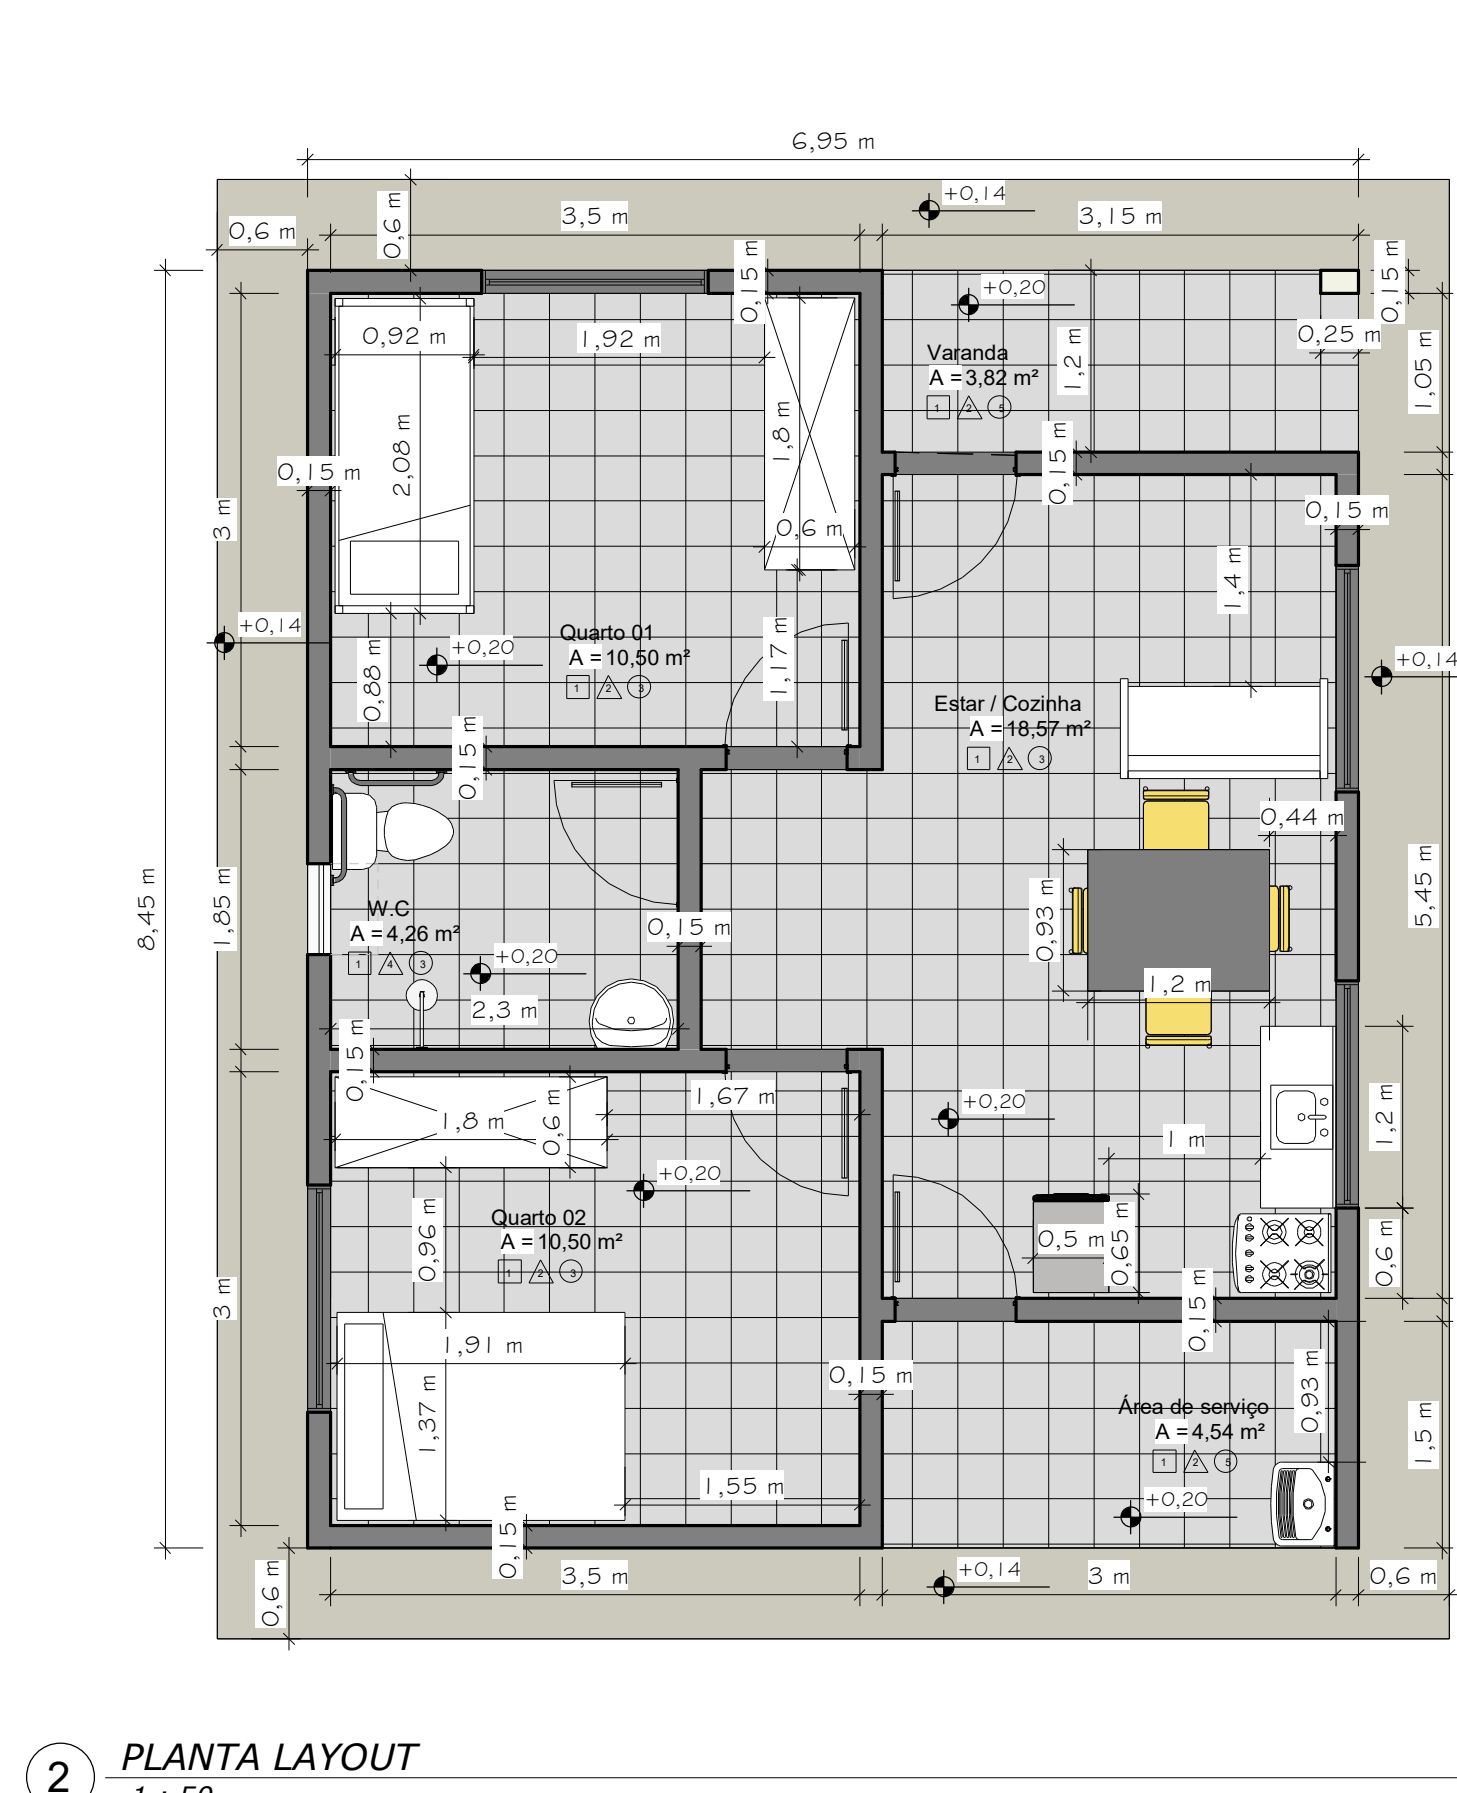 6,95 m
0,6 m
0,6 m
3,5 m
+0,14
3,15 m
0,15 m
+0,20
0,15 m
0,92 m
1,92 m
Varanda
A = 3,82 m²
1 2 5
1,2 m
0,25 m
1,05 m
2,08 m
1,8 m
0,15 m
0,15 m
0,15 m
3 m
0,6 m
1,4 m
+0,14
Quarto 01
A = 10,50 m²
1 2 3
+0,20
0,88 m
1,17 m
+0,14
Estar / Cozinha
A = 18,57 m²
1 2 3
0,15 m
0,44 m
8,45 m
1,85 m
W.C
A = 4,26 m²
1 4 3
+0,20
2,3 m
0,15 m
0,93 m
1,2 m
5,45 m
0,15 m
1,8 m
0,6 m
1,67 m
+0,20
1 m
1,2 m
+0,20
Quarto 02
A = 10,50 m²
1 2 3
0,96 m
0,5 m
0,65 m
0,6 m
3 m
0,15 m
1,91 m
1,37 m
0,15 m
0,93 m
Área de serviço
A = 4,54 m²
1 2 5
+0,20
1,5 m
1,55 m
0,15 m
0,6 m
3,5 m
+0,14
3 m
0,6 m
2
PLANTA LAYOUT